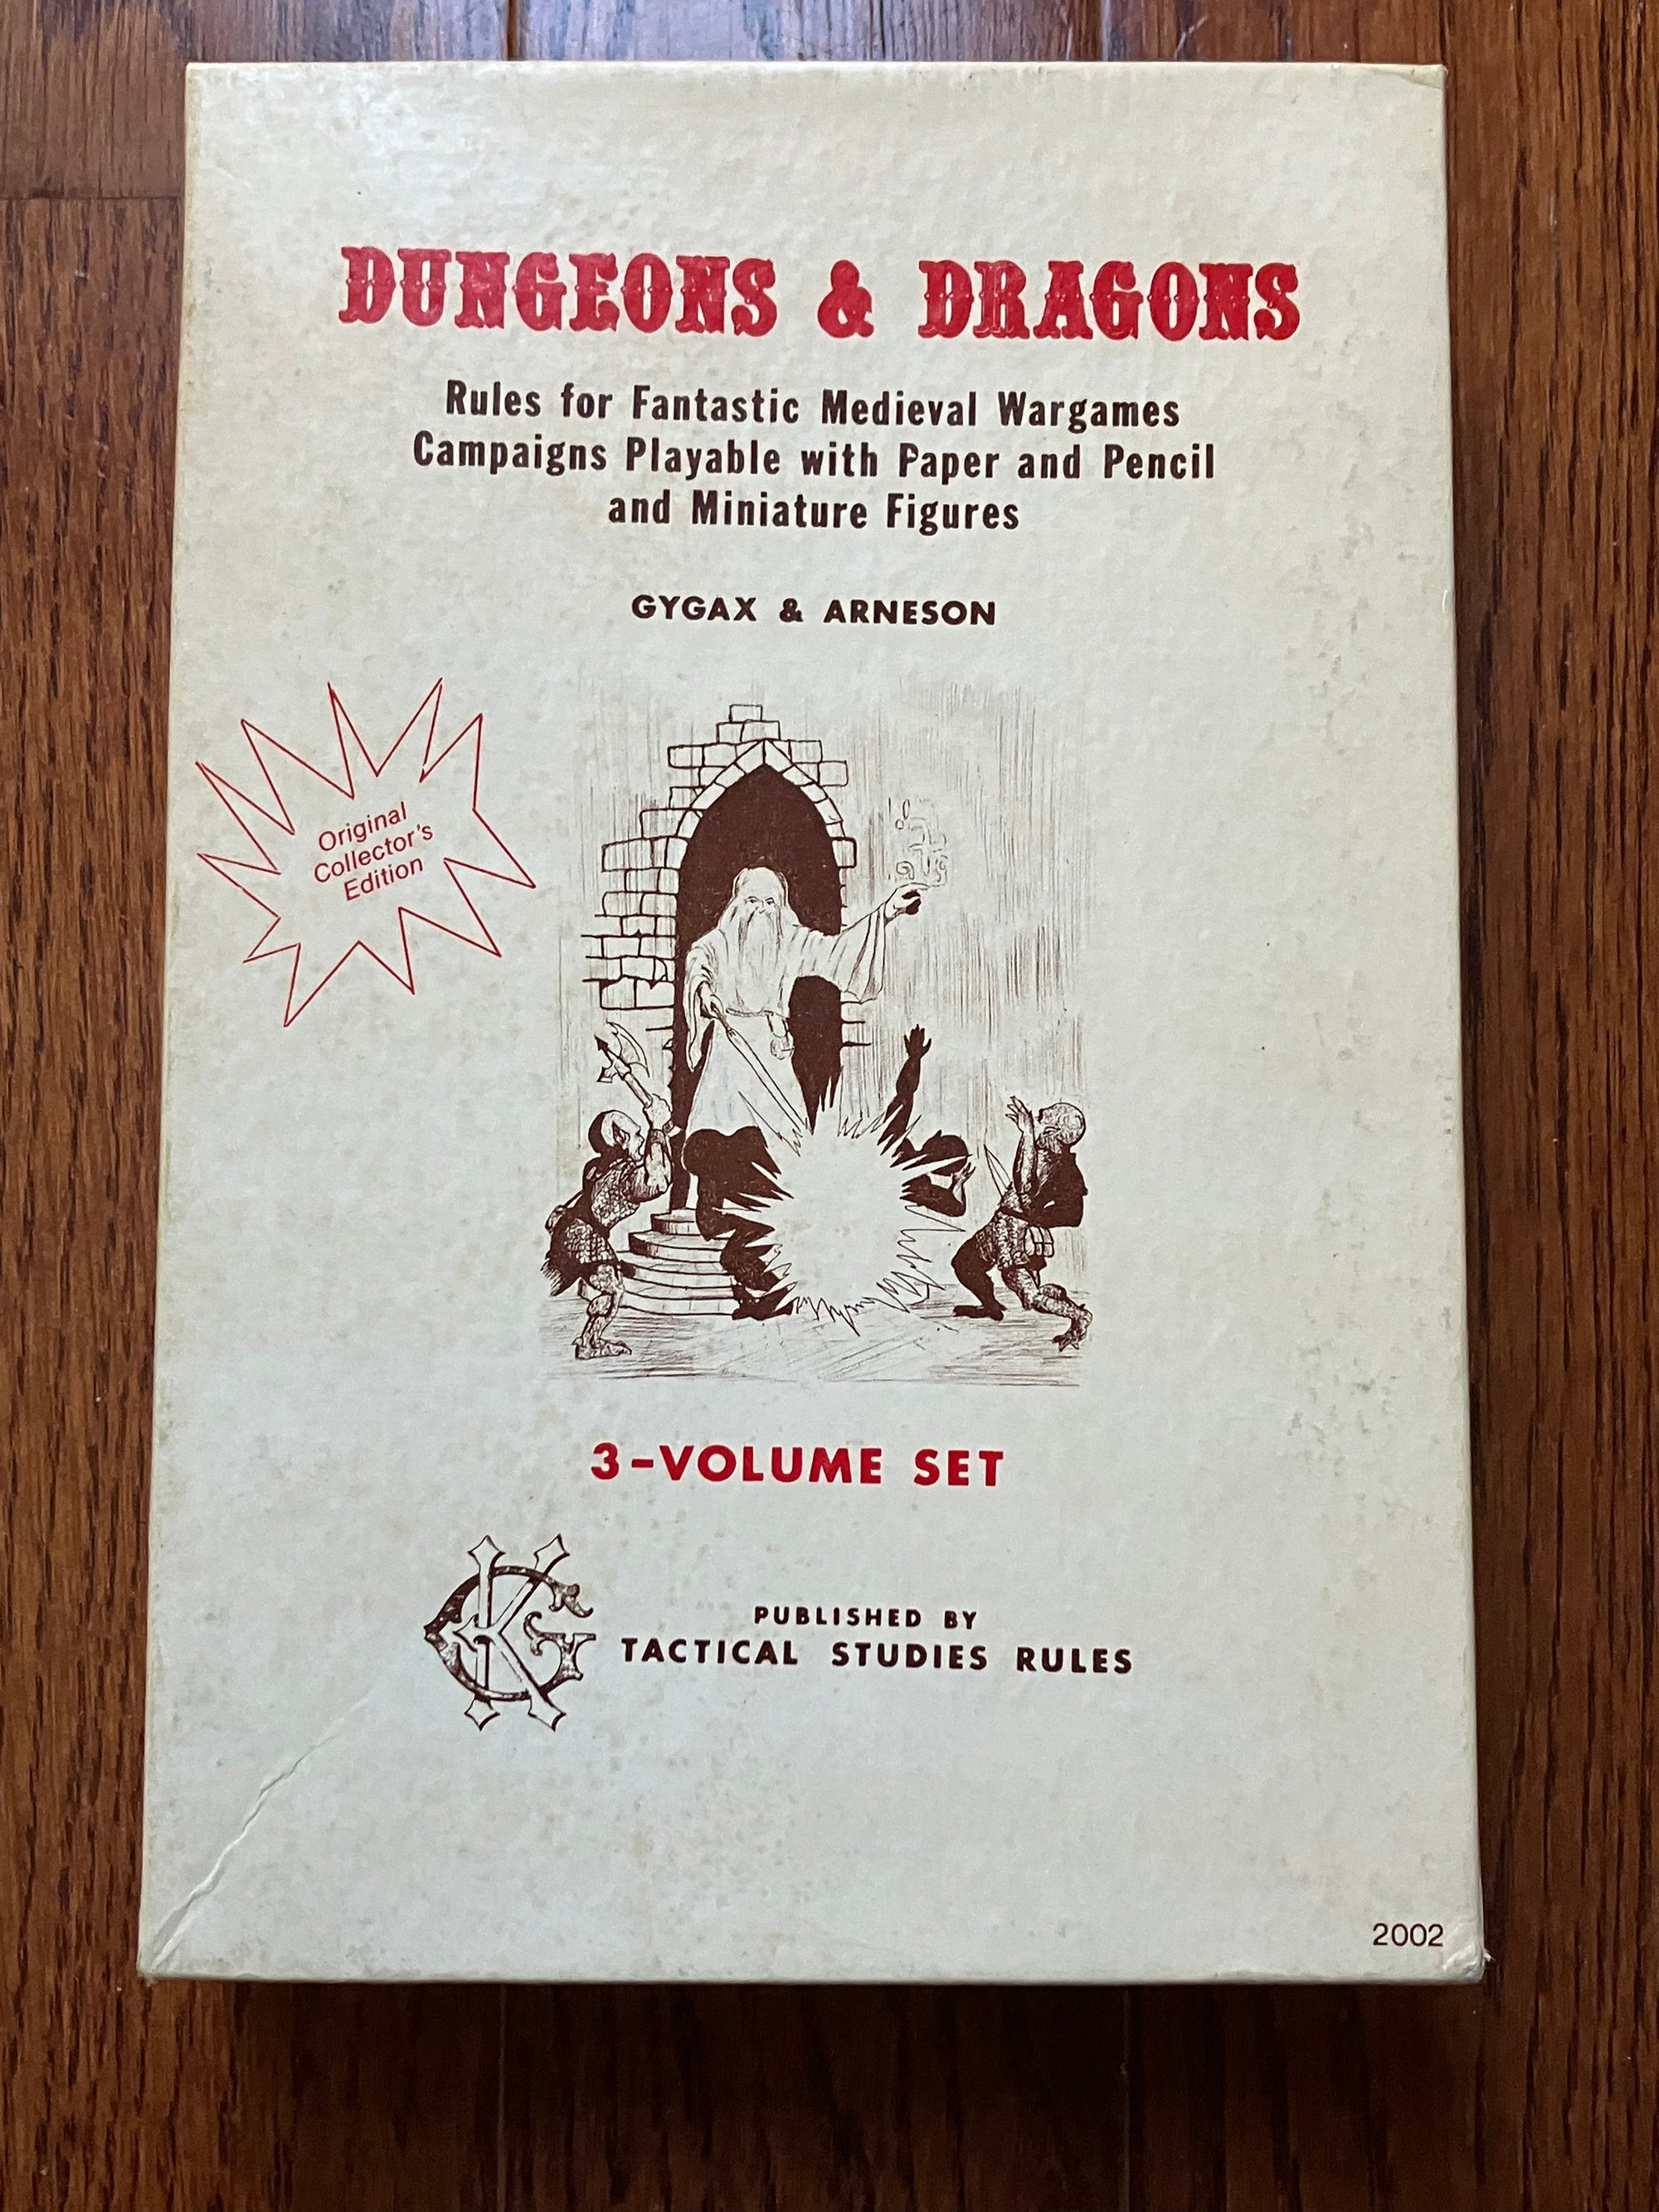 DUNGEONS & DRAGONS
Rules for Fantastic Medieval Wargames
Campaigns Playable with Paper and Pencil
and Miniature Figures
GYGAX & ARNESON
Original
Collector's
Edition
3-VOLUME SET
GK
PUBLISHED BY
TACTICAL STUDIES RULES
2002